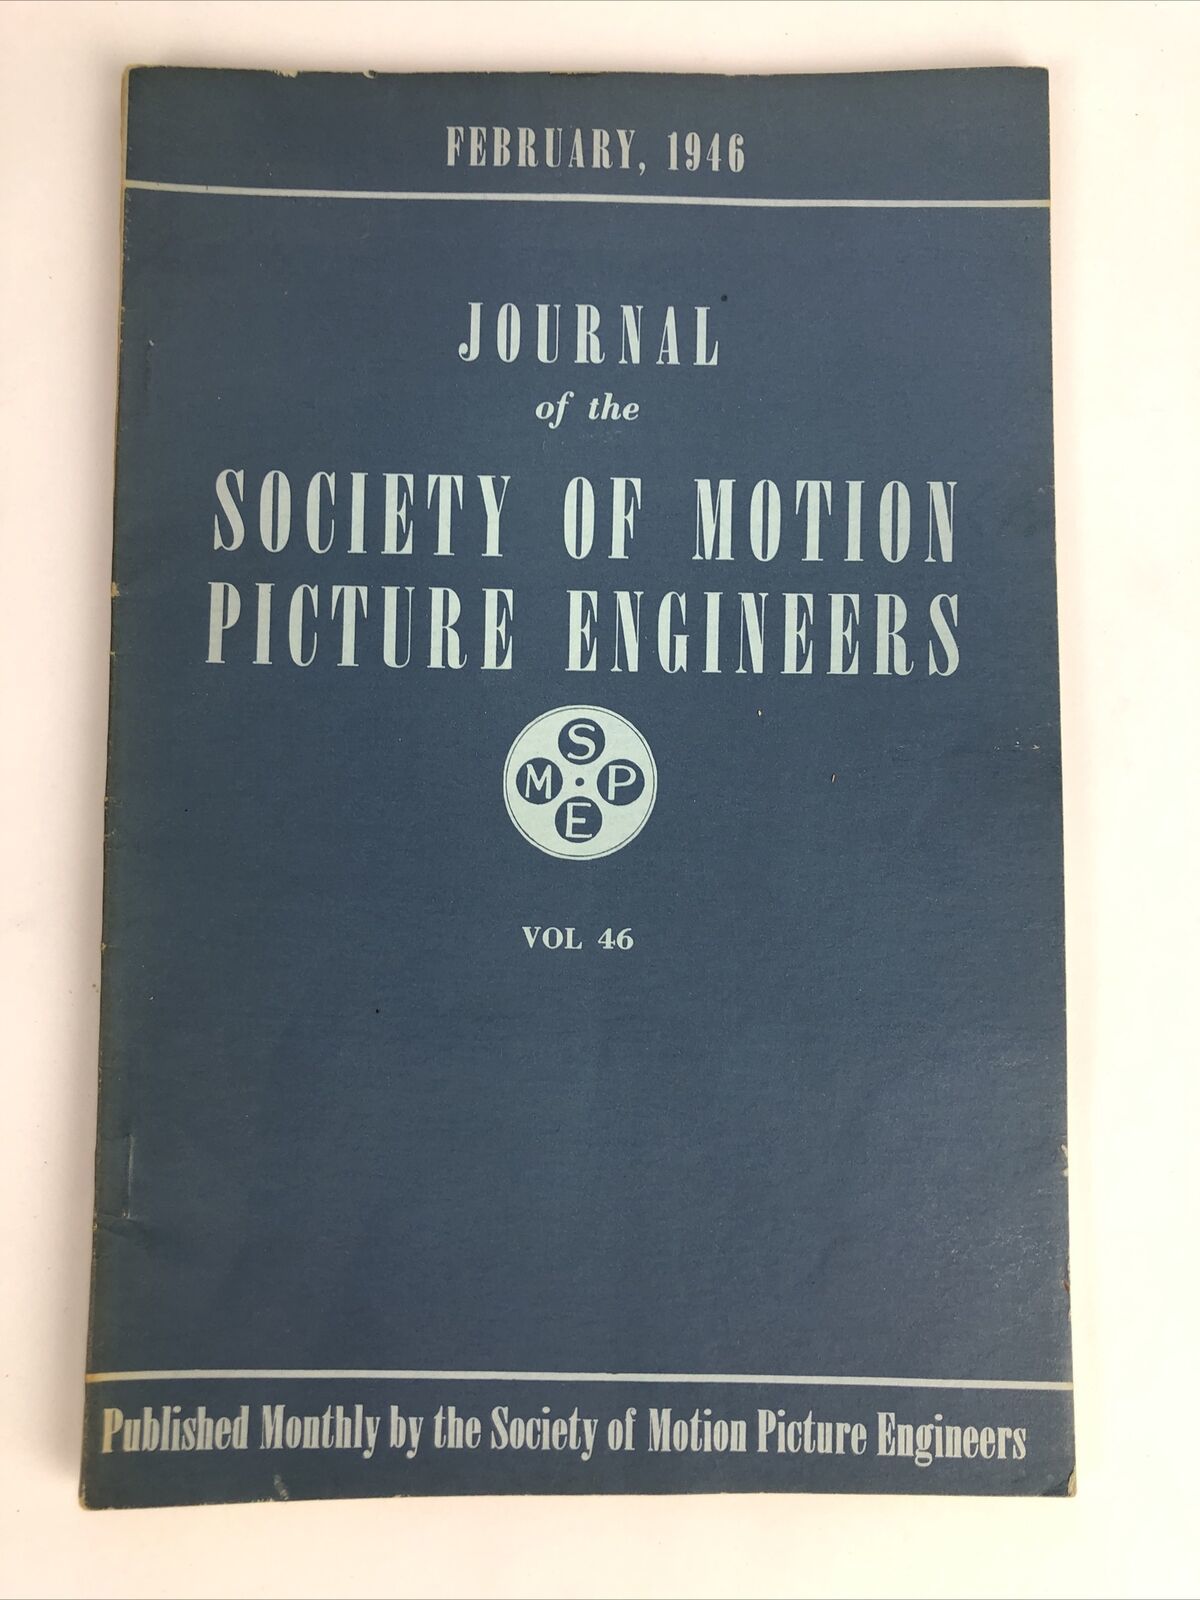 FEBRUARY, 1946
JOURNAL
of the
SOCIETY OF MOTION
PICTURE ENGINEERS
S
M P
E
VOL 46
Published Monthly by the Society of Motion Picture Engineers